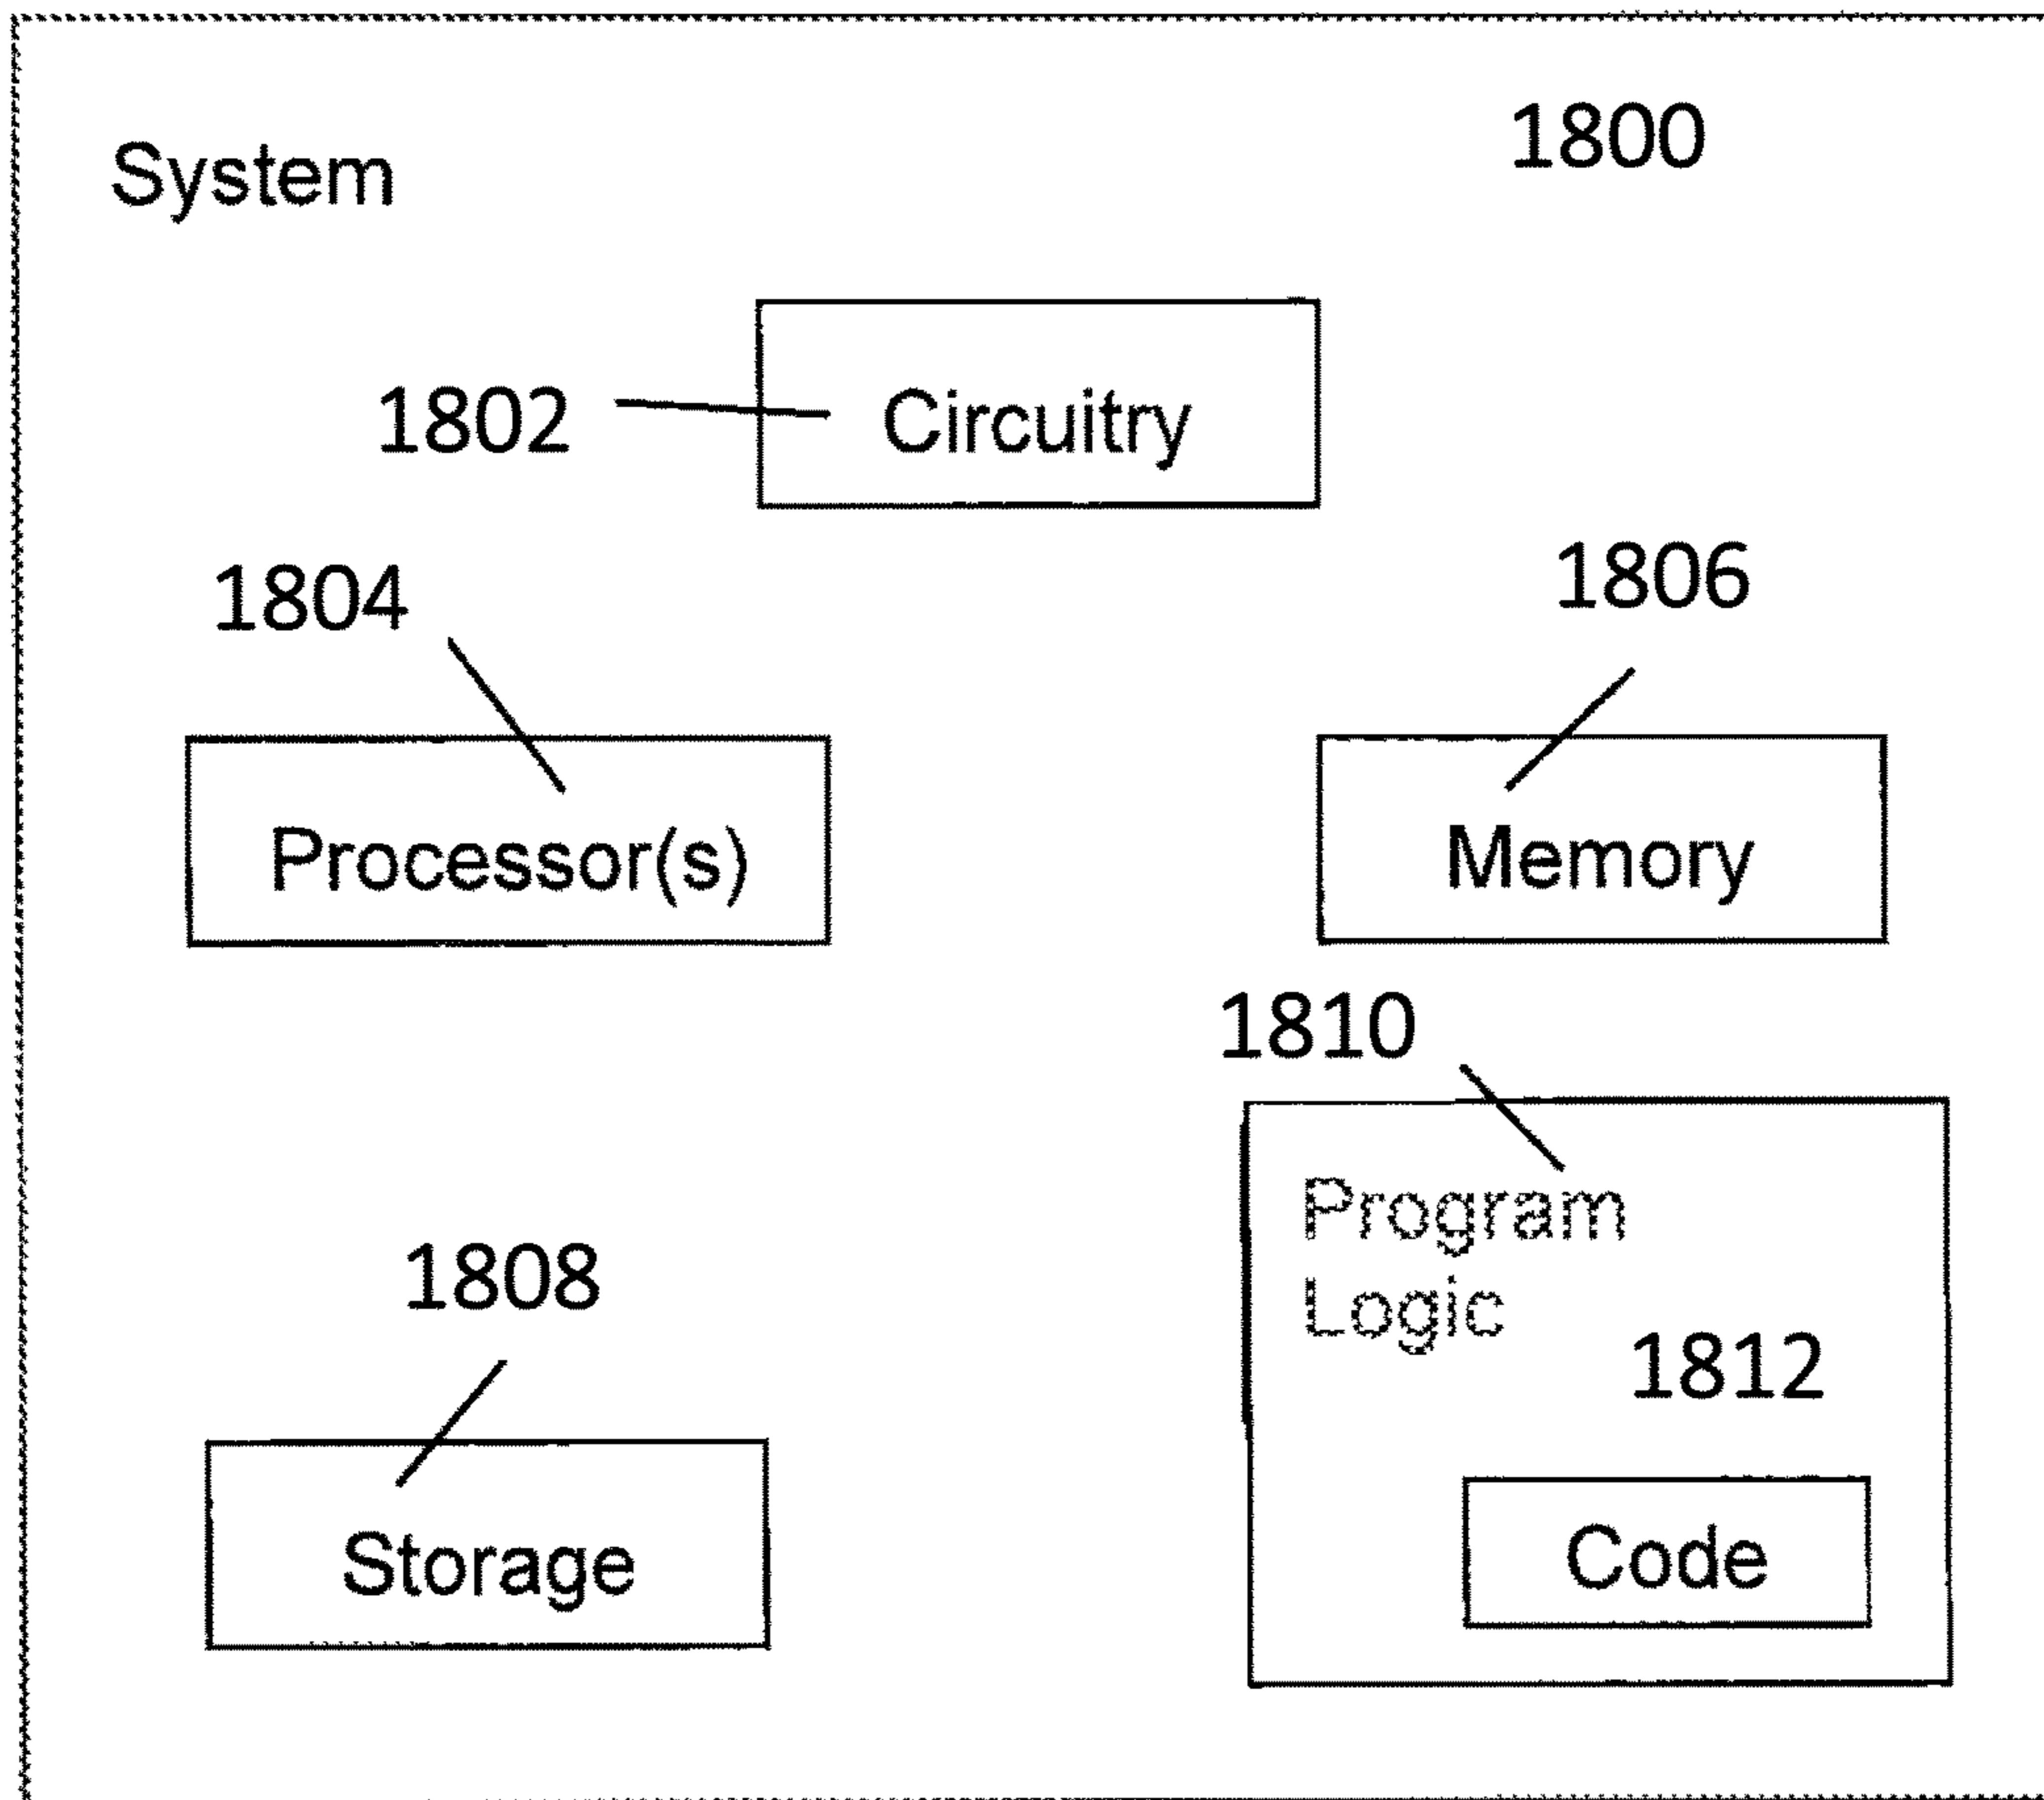 System
1800
1802
Circuitry
1804
1806
Processor(s)
Memory
1810
Program
Logic
1808
1812
Storage
Code